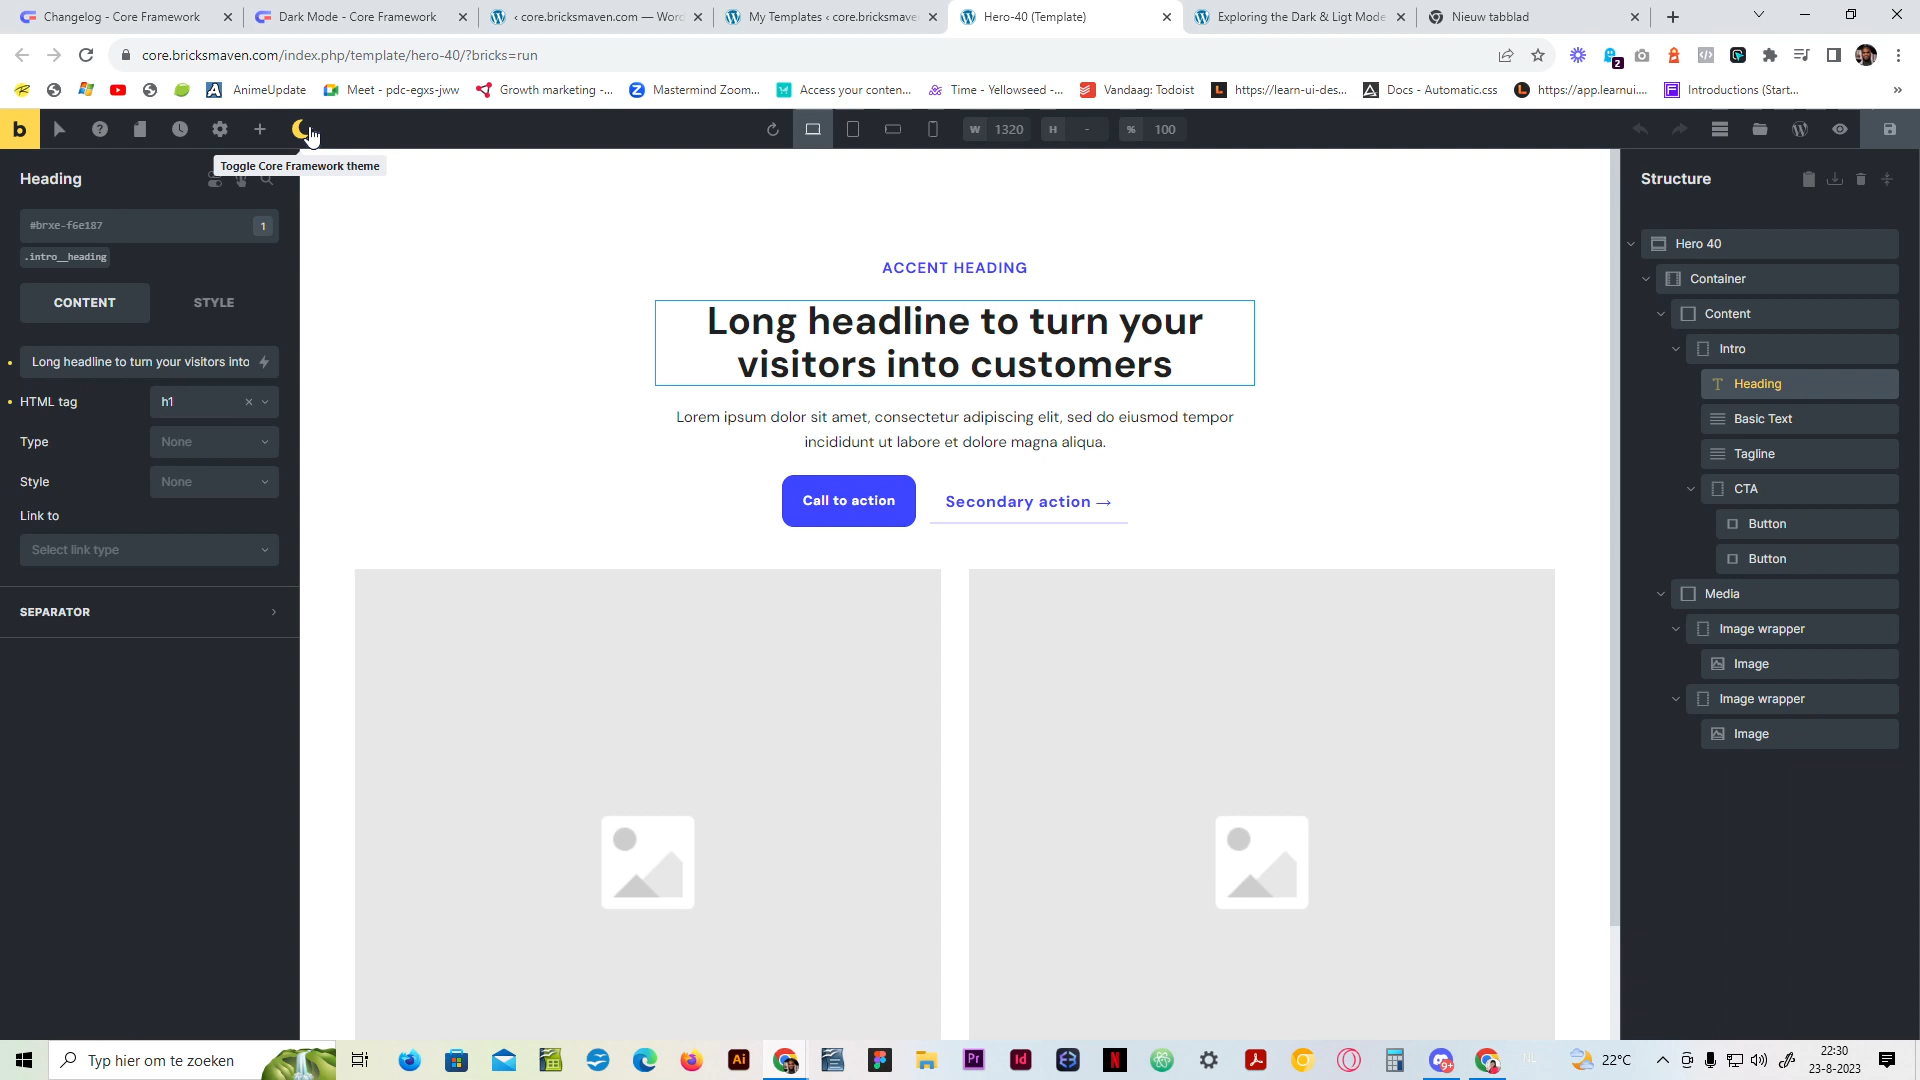 Changelog - Core Framework
Dark Mode - Core Framework
‹ core.bricksmaven.com — Word
My Templates ‹ core.bricksmave
Hero-40 (Template)
Exploring the Dark & Ligt Mode
Nieuw tabblad
core.bricksmaven.com/index.php/template/hero-40/?bricks=run
2
AnimeUpdate
Meet - pdc-egxs-jww
Growth marketing -...
Mastermind Zoom...
Access your conten...
Time - Yellowseed -...
Vandaag: Todoist
https://learn-ui-des...
Docs - Automatic.css
https://app.learnui....
Introductions (Start...
»
b
W 1320
H -
% 100
Toggle Core Framework theme
Heading
#brxe-f6e187
1
.intro__heading
CONTENT
STYLE
Long headline to turn your visitors into
HTML tag
h1
Type
None
Style
None
Link to
Select link type
SEPARATOR
ACCENT HEADING
Long headline to turn your
visitors into customers
Lorem ipsum dolor sit amet, consectetur adipiscing elit, sed do eiusmod tempor
incididunt ut labore et dolore magna aliqua.
Call to action
Secondary action →
Structure
Hero 40
Container
Content
Intro
Heading
Basic Text
Tagline
CTA
Button
Button
Media
Image wrapper
Image
Image wrapper
Image
Typ hier om te zoeken
Ai
Pr
Id
N
9+
NL
22°C
22:30
23-8-2023